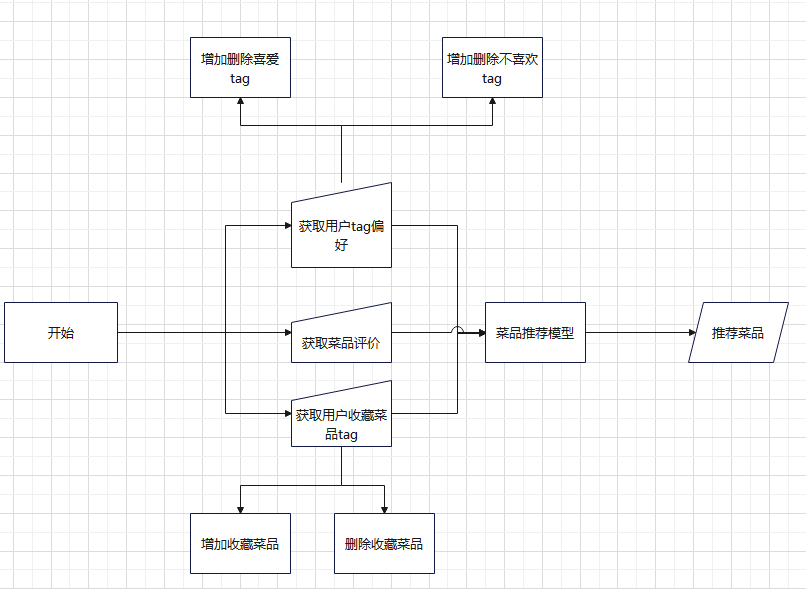 增加删除喜爱
tag
增加删除不喜欢
tag
获取用户tag偏
好
开始
获取菜品评价
菜品推荐模型
推荐菜品
获取用户收藏菜
品tag
增加收藏菜品
删除收藏菜品